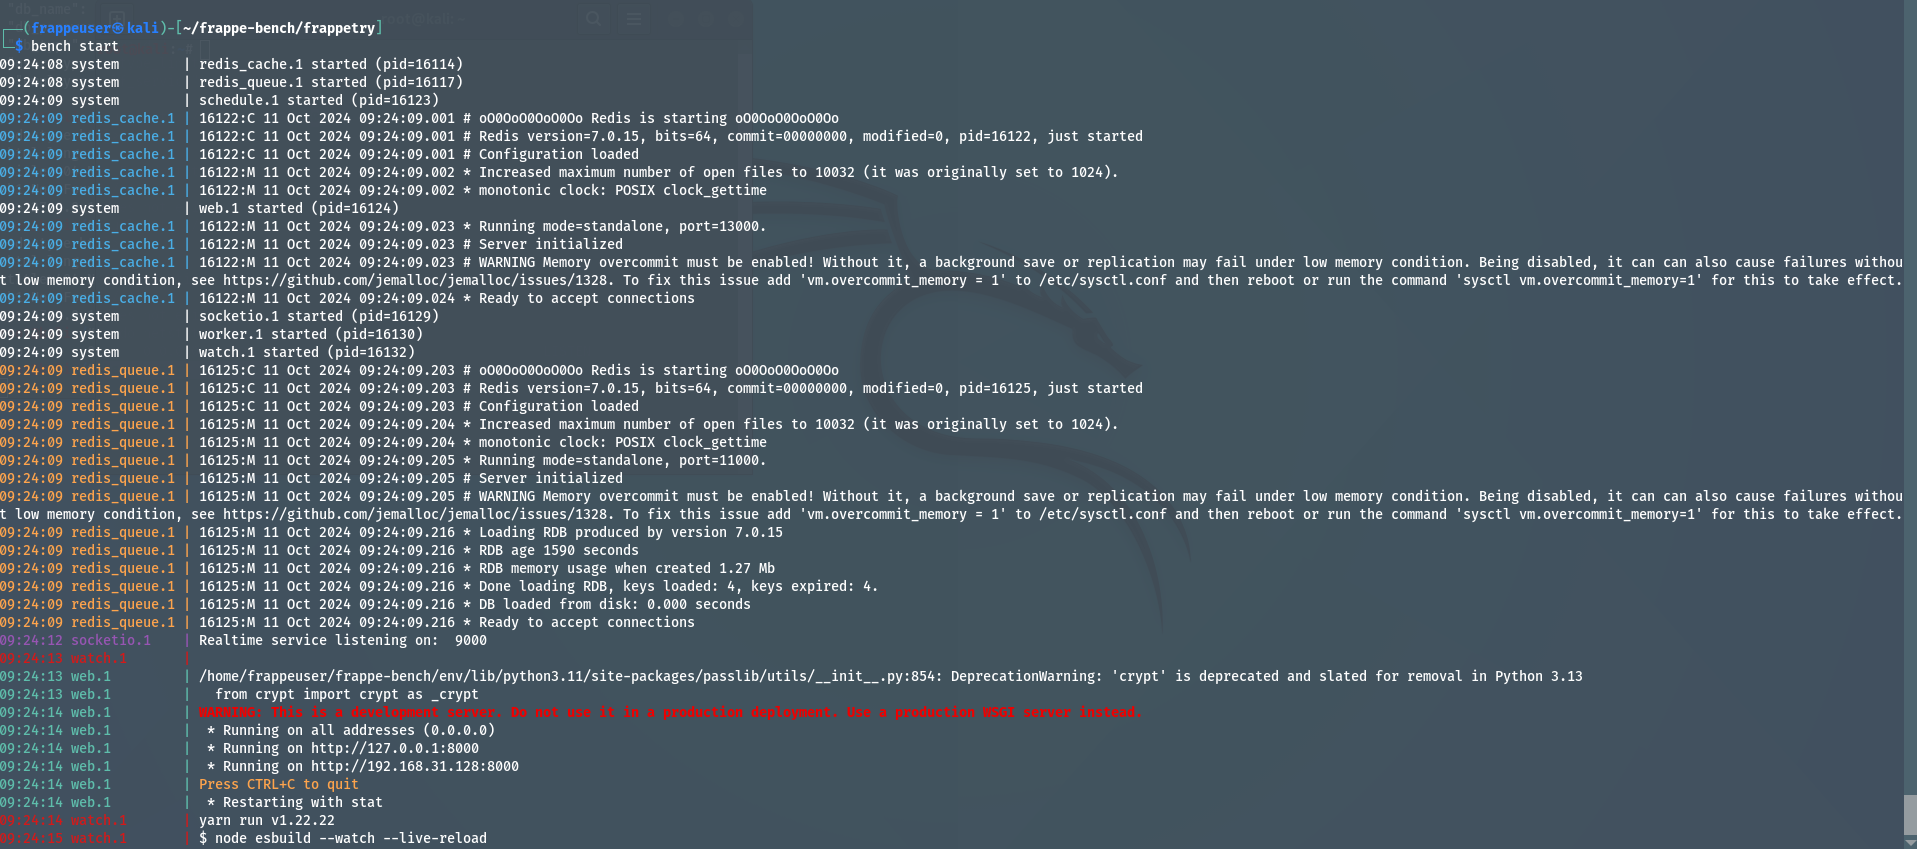 "db_name":
root@kali: ~
┌──(frappeuser㉿kali)-[~/frappe-bench/frappetry]
└─$ bench start
09:24:08 system        | redis_cache.1 started (pid=16114)
09:24:08 system        | redis_queue.1 started (pid=16117)
09:24:09 system        | schedule.1 started (pid=16123)
09:24:09 redis_cache.1 | 16122:C 11 Oct 2024 09:24:09.001 # oO0OoO0OoO0Oo Redis is starting oO0OoO0OoO0Oo
09:24:09 redis_cache.1 | 16122:C 11 Oct 2024 09:24:09.001 # Redis version=7.0.15, bits=64, commit=00000000, modified=0, pid=16122, just started
09:24:09 redis_cache.1 | 16122:C 11 Oct 2024 09:24:09.001 # Configuration loaded
09:24:09 redis_cache.1 | 16122:M 11 Oct 2024 09:24:09.002 * Increased maximum number of open files to 10032 (it was originally set to 1024).
09:24:09 redis_cache.1 | 16122:M 11 Oct 2024 09:24:09.002 * monotonic clock: POSIX clock_gettime
09:24:09 system        | web.1 started (pid=16124)
09:24:09 redis_cache.1 | 16122:M 11 Oct 2024 09:24:09.023 * Running mode=standalone, port=13000.
09:24:09 redis_cache.1 | 16122:M 11 Oct 2024 09:24:09.023 # Server initialized
09:24:09 redis_cache.1 | 16122:M 11 Oct 2024 09:24:09.023 # WARNING Memory overcommit must be enabled! Without it, a background save or replication may fail under low memory condition. Being disabled, it can can also cause failures withou
t low memory condition, see https://github.com/jemalloc/jemalloc/issues/1328. To fix this issue add 'vm.overcommit_memory = 1' to /etc/sysctl.conf and then reboot or run the command 'sysctl vm.overcommit_memory=1' for this to take effect.
09:24:09 redis_cache.1 | 16122:M 11 Oct 2024 09:24:09.024 * Ready to accept connections
09:24:09 system        | socketio.1 started (pid=16129)
09:24:09 system        | worker.1 started (pid=16130)
09:24:09 system        | watch.1 started (pid=16132)
09:24:09 redis_queue.1 | 16125:C 11 Oct 2024 09:24:09.203 # oO0OoO0OoO0Oo Redis is starting oO0OoO0OoO0Oo
09:24:09 redis_queue.1 | 16125:C 11 Oct 2024 09:24:09.203 # Redis version=7.0.15, bits=64, commit=00000000, modified=0, pid=16125, just started
09:24:09 redis_queue.1 | 16125:C 11 Oct 2024 09:24:09.203 # Configuration loaded
09:24:09 redis_queue.1 | 16125:M 11 Oct 2024 09:24:09.204 * Increased maximum number of open files to 10032 (it was originally set to 1024).
09:24:09 redis_queue.1 | 16125:M 11 Oct 2024 09:24:09.204 * monotonic clock: POSIX clock_gettime
09:24:09 redis_queue.1 | 16125:M 11 Oct 2024 09:24:09.205 * Running mode=standalone, port=11000.
09:24:09 redis_queue.1 | 16125:M 11 Oct 2024 09:24:09.205 # Server initialized
09:24:09 redis_queue.1 | 16125:M 11 Oct 2024 09:24:09.205 # WARNING Memory overcommit must be enabled! Without it, a background save or replication may fail under low memory condition. Being disabled, it can can also cause failures withou
t low memory condition, see https://github.com/jemalloc/jemalloc/issues/1328. To fix this issue add 'vm.overcommit_memory = 1' to /etc/sysctl.conf and then reboot or run the command 'sysctl vm.overcommit_memory=1' for this to take effect.
09:24:09 redis_queue.1 | 16125:M 11 Oct 2024 09:24:09.216 * Loading RDB produced by version 7.0.15
09:24:09 redis_queue.1 | 16125:M 11 Oct 2024 09:24:09.216 * RDB age 1590 seconds
09:24:09 redis_queue.1 | 16125:M 11 Oct 2024 09:24:09.216 * RDB memory usage when created 1.27 Mb
09:24:09 redis_queue.1 | 16125:M 11 Oct 2024 09:24:09.216 * Done loading RDB, keys loaded: 4, keys expired: 4.
09:24:09 redis_queue.1 | 16125:M 11 Oct 2024 09:24:09.216 * DB loaded from disk: 0.000 seconds
09:24:09 redis_queue.1 | 16125:M 11 Oct 2024 09:24:09.216 * Ready to accept connections
09:24:12 socketio.1    | Realtime service listening on:  9000
09:24:13 watch.1       |
09:24:13 web.1         | /home/frappeuser/frappe-bench/env/lib/python3.11/site-packages/passlib/utils/__init__.py:854: DeprecationWarning: 'crypt' is deprecated and slated for removal in Python 3.13
09:24:13 web.1         |   from crypt import crypt as _crypt
09:24:14 web.1         | WARNING: This is a development server. Do not use it in a production deployment. Use a production WSGI server instead.
09:24:14 web.1         |  * Running on all addresses (0.0.0.0)
09:24:14 web.1         |  * Running on http://127.0.0.1:8000
09:24:14 web.1         |  * Running on http://192.168.31.128:8000
09:24:14 web.1         | Press CTRL+C to quit
09:24:14 web.1         |  * Restarting with stat
09:24:14 watch.1       | yarn run v1.22.22
09:24:15 watch.1       | $ node esbuild --watch --live-reload